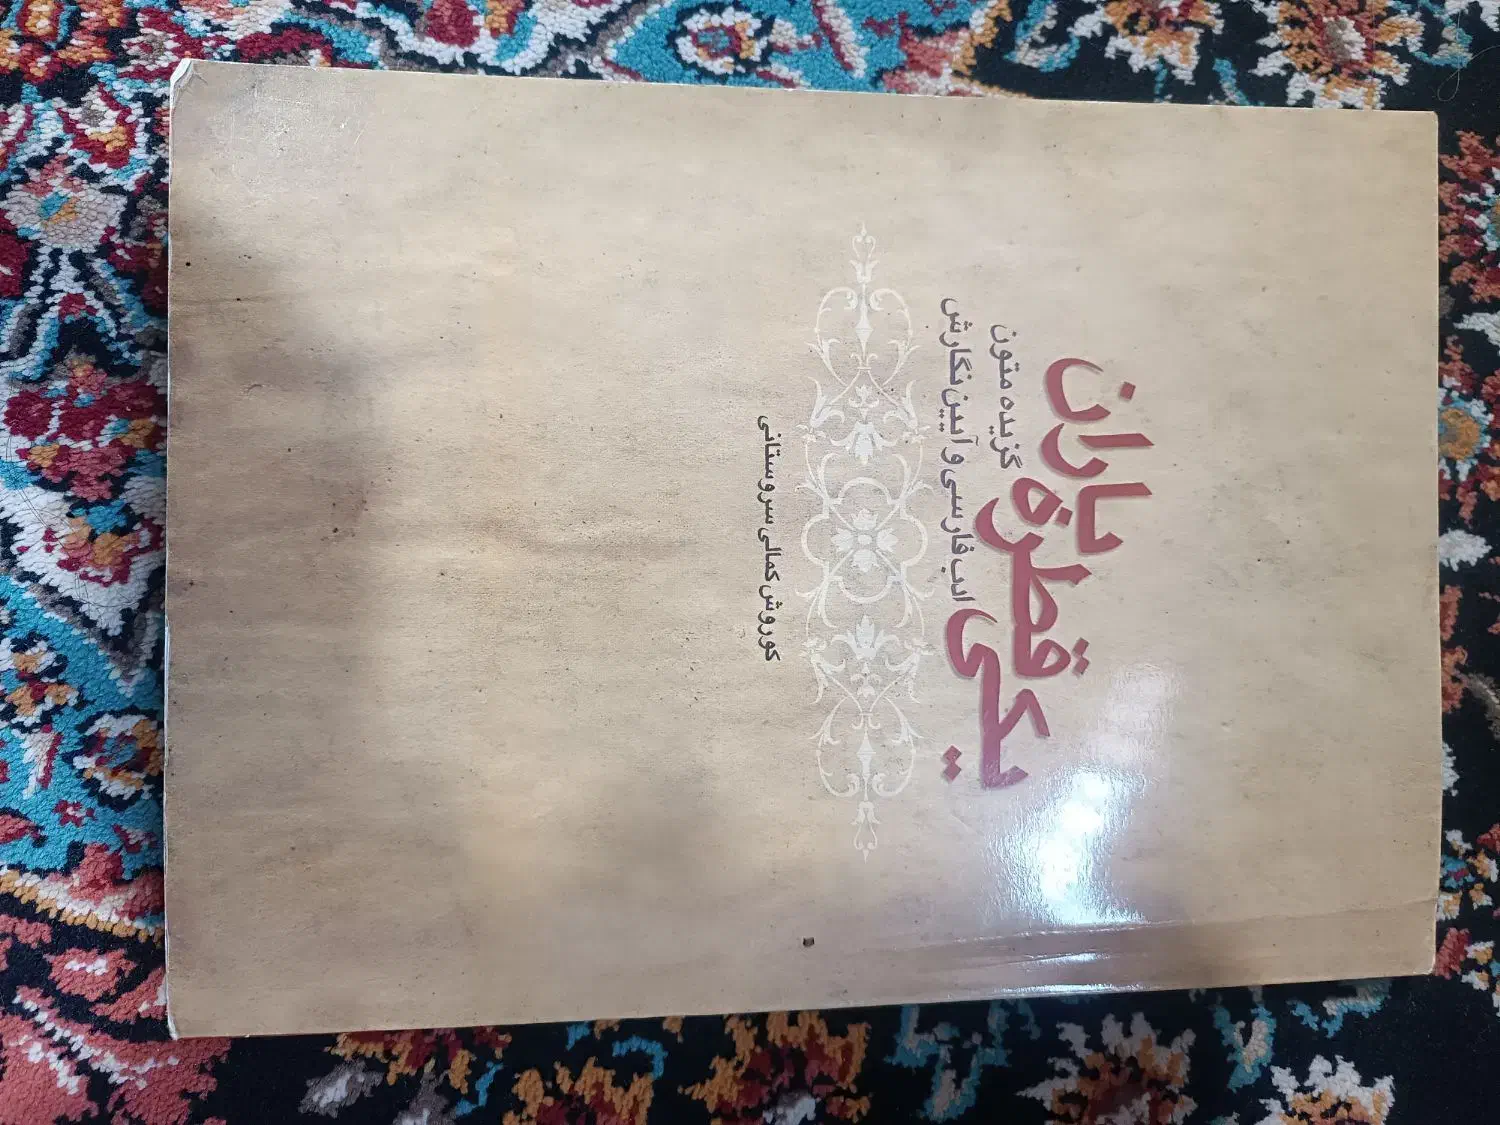 یکی قطره باران
گزیده متون
ادب فارسی و آیین نگارش
کوروش کمالی سروستانی